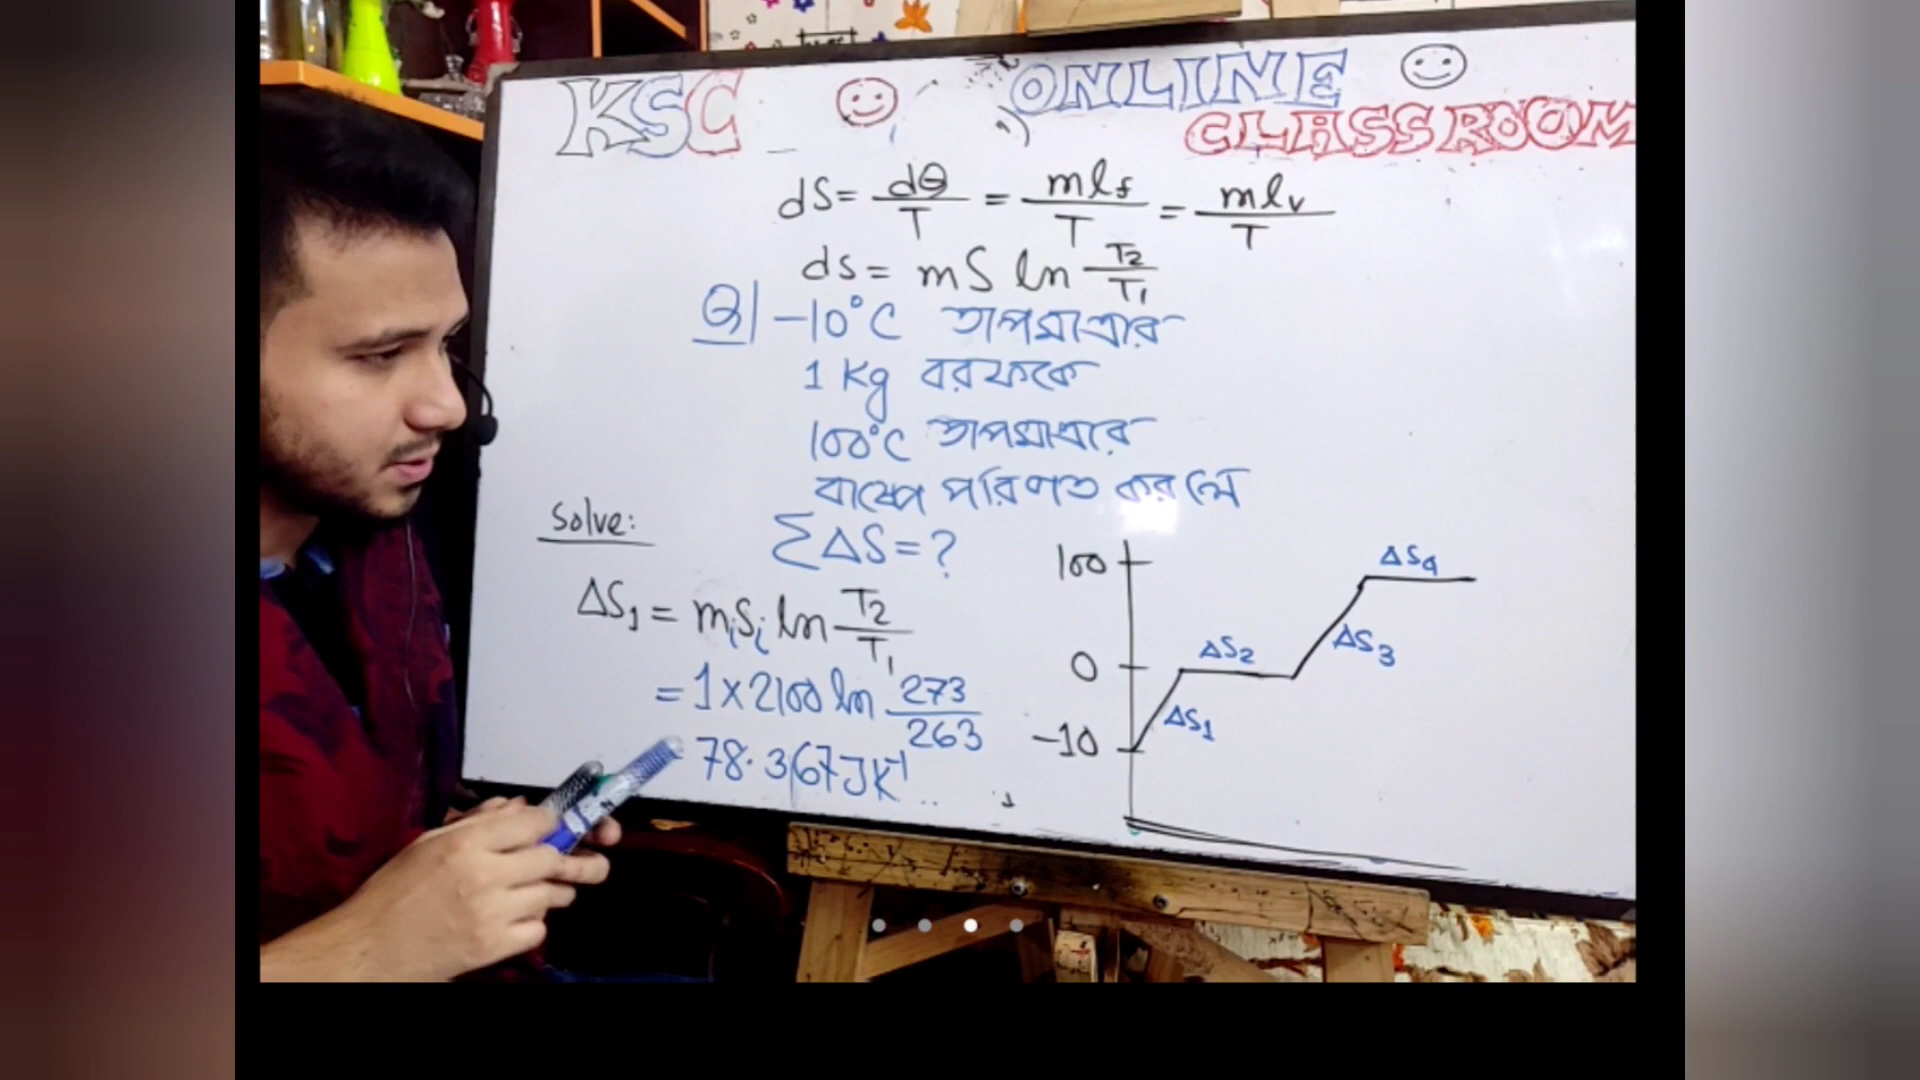 KSC ONLINE
CLASSROOM
dS = dQ/T = mlf/T = mlv/T
ds = mS ln T2/T1
Q| -10°C তাপমাত্রার
1 Kg বরফকে
100°C তাপমাত্রার
বাষ্পে পরিণত করলে
∑ΔS = ?
Solve:
ΔS1 = miSi ln T2/T1
= 1×2100 ln 273/263
= 78.367 JK-1
100
0
-10
ΔS4
ΔS3
ΔS2
ΔS1